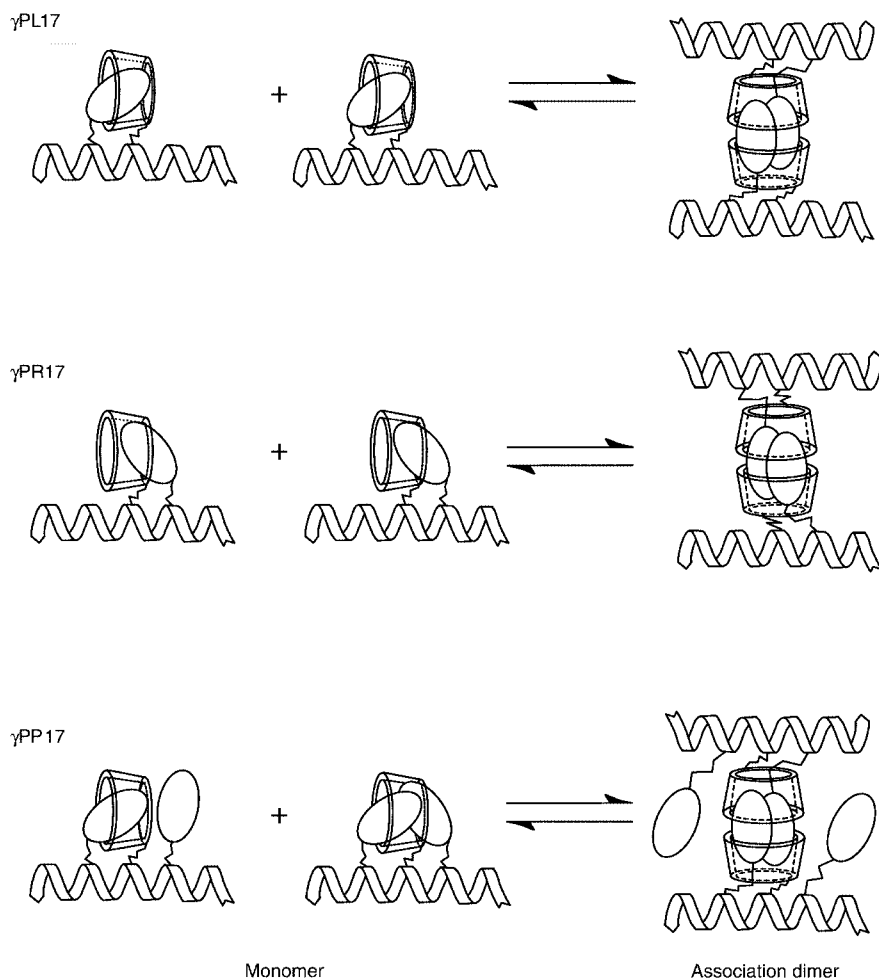 γPL17
+
γPR17
+
γPP17
+
Monomer
Association dimer